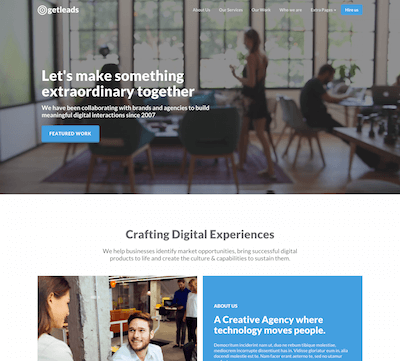 getleads
About Us Our Services Our Work Who we are Extra Pages Hire us
Let's make something
extraordinary together
We have been collaborating with brands and agencies to build
meaningful digital interactions since 2007
FEATURED WORK
Crafting Digital Experiences
We help businesses identify market opportunities, bring successful digital
products to life and create the culture & capabilities to sustain them.
ABOUT US
A Creative Agency where
technology moves people.